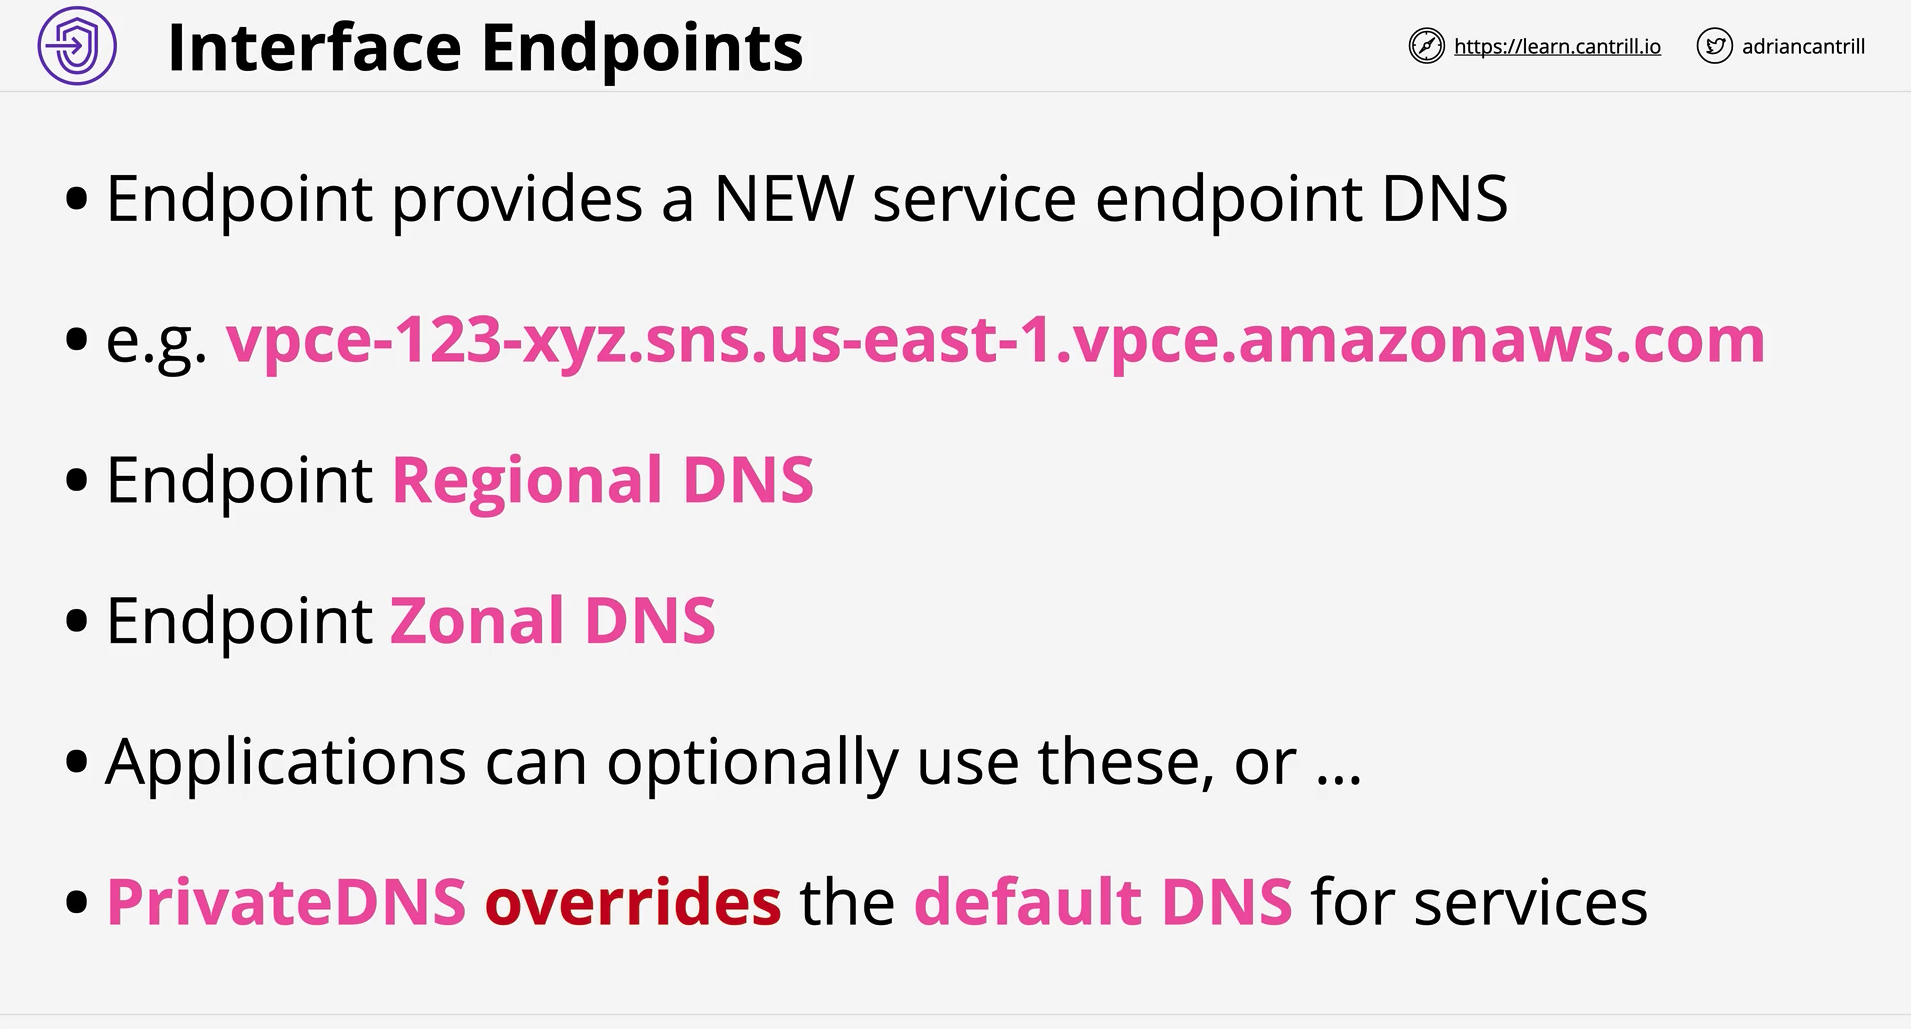 Interface Endpoints
https://learn.cantrill.io
adriancantrill
• Endpoint provides a NEW service endpoint DNS
• e.g. vpce-123-xyz.sns.us-east-1.vpce.amazonaws.com
• Endpoint Regional DNS
• Endpoint Zonal DNS
• Applications can optionally use these, or ...
• PrivateDNS overrides the default DNS for services